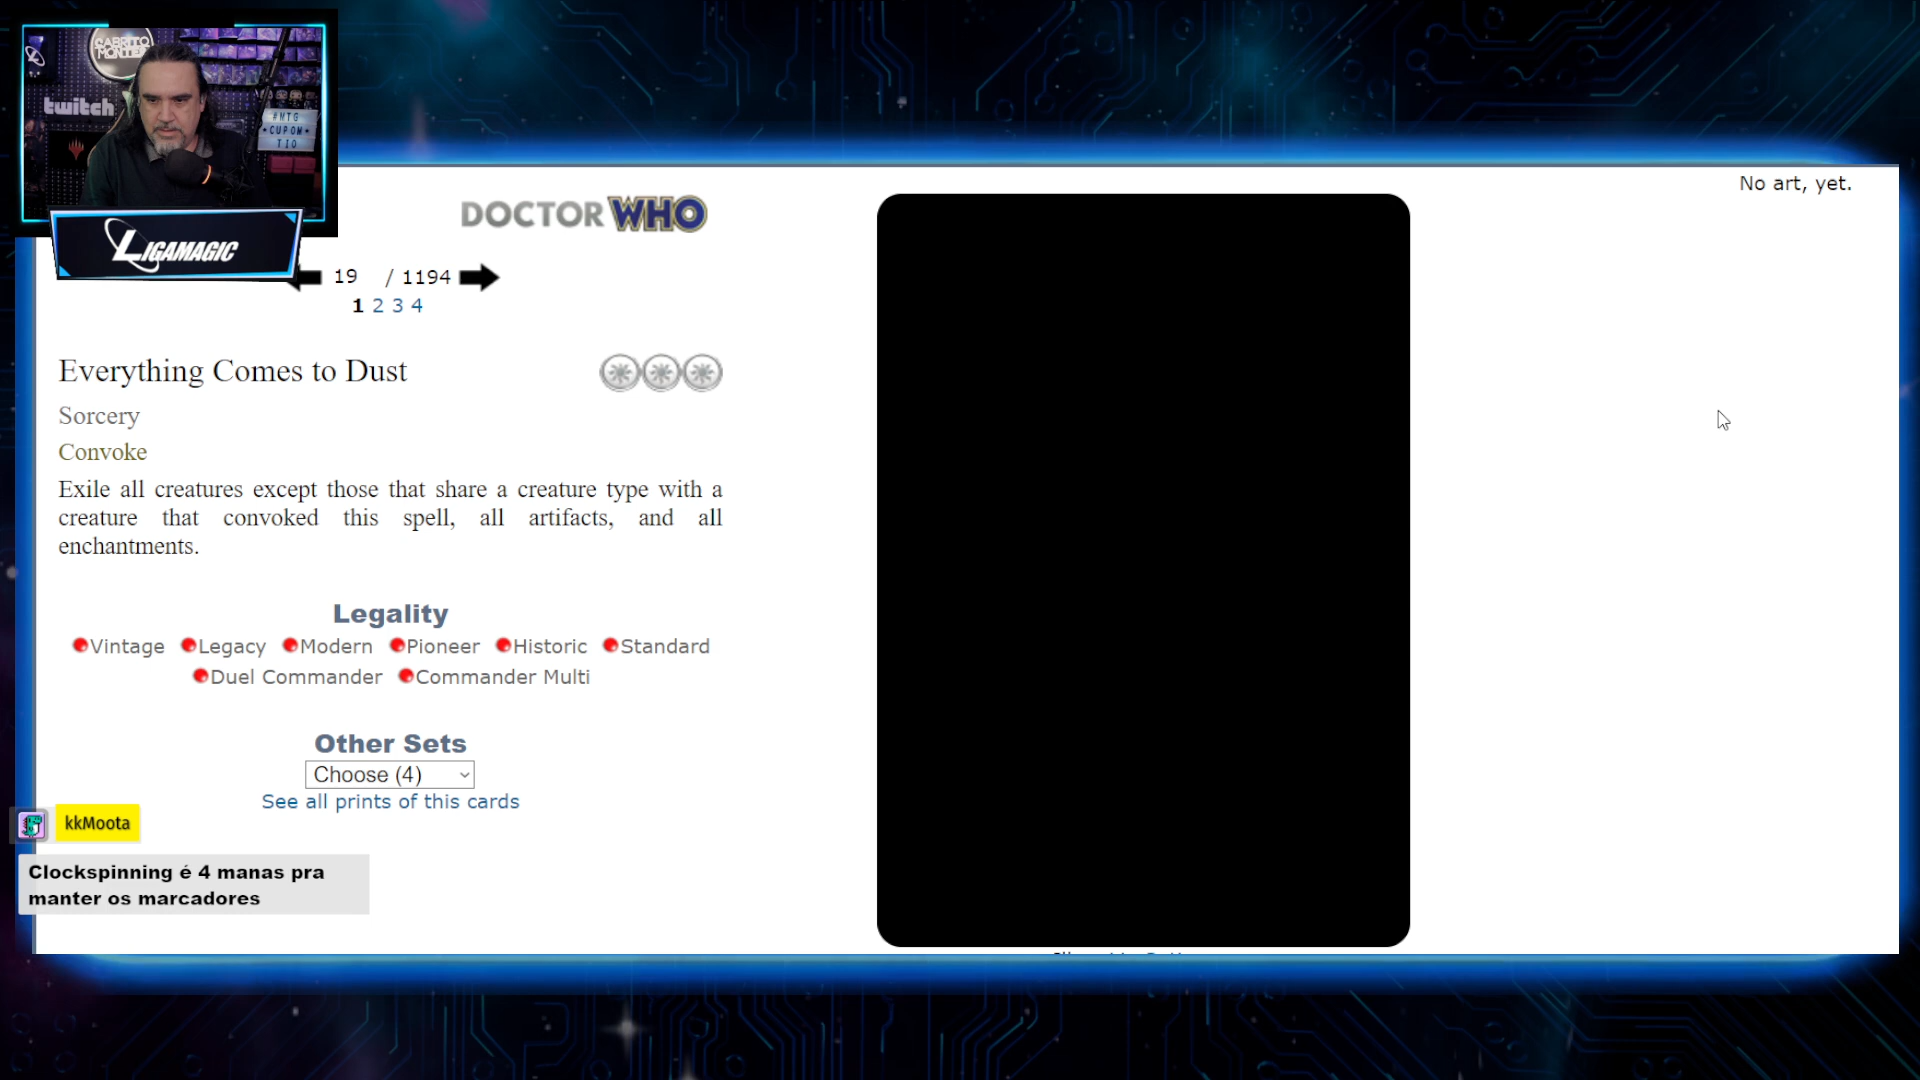 CABRITO
MONTÊS
twitch
#MTG
CUPOM
TIO
LIGAMAGIC
No art, yet.
DOCTOR WHO
19 / 1194
1 2 3 4
Everything Comes to Dust
Sorcery
Convoke
Exile all creatures except those that share a creature type with a
creature that convoked this spell, all artifacts, and all
enchantments.
Legality
Vintage Legacy Modern Pioneer Historic Standard
Duel Commander Commander Multi
Other Sets
Choose (4)
See all prints of this cards
kkMoota
Clockspinning é 4 manas pra
manter os marcadores